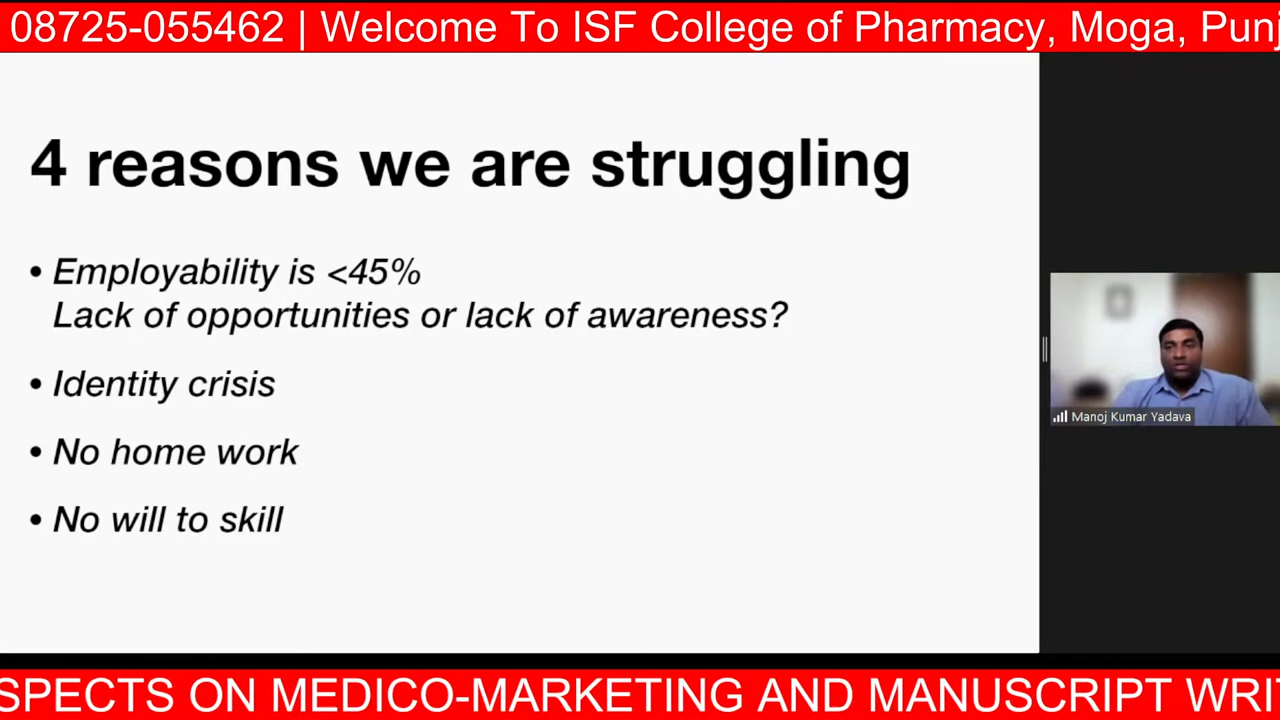 08725-055462 | Welcome To ISF College of Pharmacy, Moga, Punj
4 reasons we are struggling
• Employability is <45%
Lack of opportunities or lack of awareness?
• Identity crisis
• No home work
• No will to skill
Manoj Kumar Yadava
SPECTS ON MEDICO-MARKETING AND MANUSCRIPT WRIT